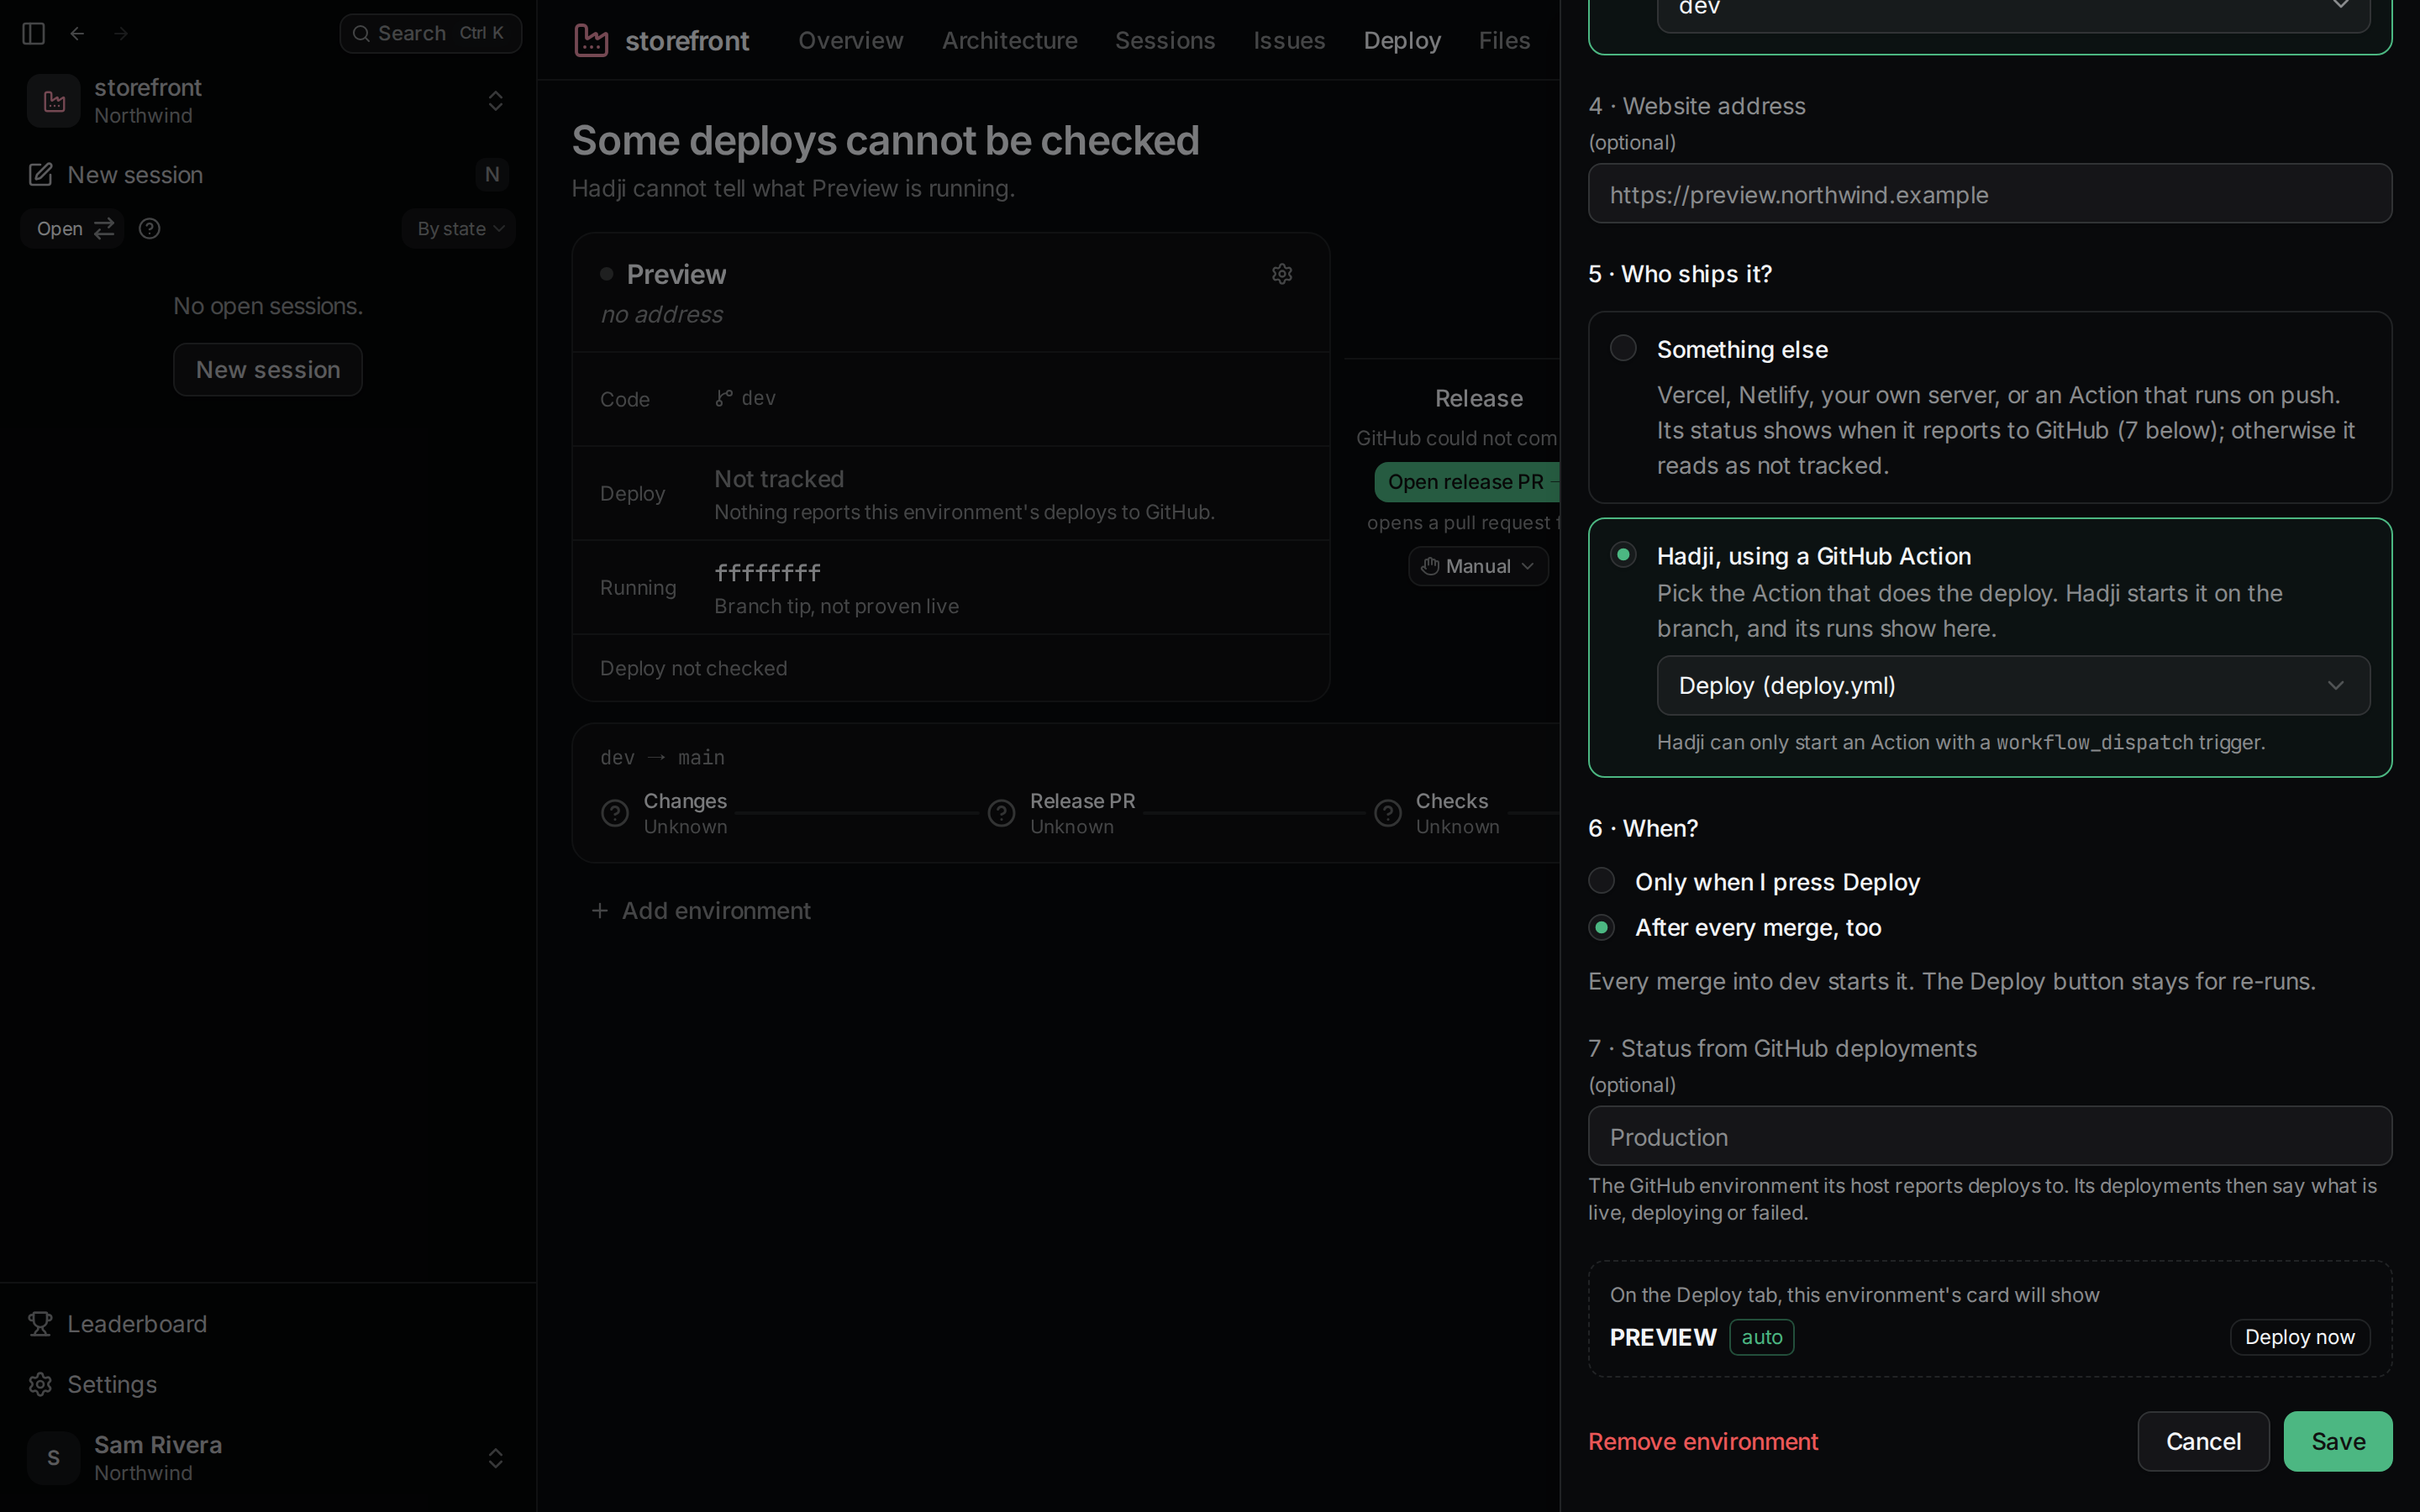 Search Ctrl K
storefront
Northwind
New session N
Open
By state
No open sessions.
New session
Leaderboard
Settings
S
Sam Rivera
Northwind
storefront
Overview
Architecture
Sessions
Issues
Deploy
Files
Some deploys cannot be checked
Hadji cannot tell what Preview is running.
Preview
no address
Code dev
Deploy
Not tracked
Nothing reports this environment's deploys to GitHub.
Running
ffffffff
Branch tip, not proven live
Deploy not checked
Release
GitHub could not com
Open release PR
opens a pull request
Manual
dev → main
Changes
Unknown
Release PR
Unknown
Checks
Unknown
+ Add environment
dev
4 · Website address
(optional)
https://preview.northwind.example
5 · Who ships it?
Something else
Vercel, Netlify, your own server, or an Action that runs on push.
Its status shows when it reports to GitHub (7 below); otherwise it
reads as not tracked.
Hadji, using a GitHub Action
Pick the Action that does the deploy. Hadji starts it on the
branch, and its runs show here.
Deploy (deploy.yml)
Hadji can only start an Action with a workflow_dispatch trigger.
6 · When?
Only when I press Deploy
After every merge, too
Every merge into dev starts it. The Deploy button stays for re-runs.
7 · Status from GitHub deployments
(optional)
Production
The GitHub environment its host reports deploys to. Its deployments then say what is
live, deploying or failed.
On the Deploy tab, this environment's card will show
PREVIEW auto
Deploy now
Remove environment
Cancel
Save